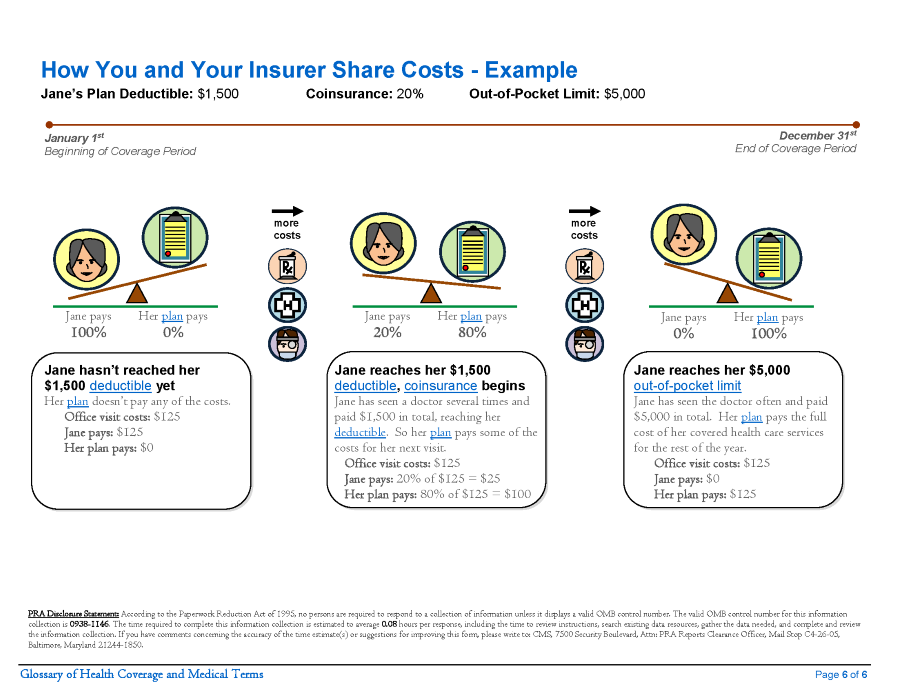 How You and Your Insurer Share Costs - Example
Jane’s Plan Deductible: $1,500 Coinsurance: 20% Out-of-Pocket Limit: $5,000
January 1st
Beginning of Coverage Period
December 31st
End of Coverage Period
Jane pays
100%
Her plan pays
0%
more
costs
Rx
H
Jane pays
20%
Her plan pays
80%
more
costs
Rx
H
Jane pays
0%
Her plan pays
100%
Jane hasn’t reached her
$1,500 deductible yet
Her plan doesn’t pay any of the costs.
Office visit costs: $125
Jane pays: $125
Her plan pays: $0
Jane reaches her $1,500
deductible, coinsurance begins
Jane has seen a doctor several times and
paid $1,500 in total, reaching her
deductible. So her plan pays some of the
costs for her next visit.
Office visit costs: $125
Jane pays: 20% of $125 = $25
Her plan pays: 80% of $125 = $100
Jane reaches her $5,000
out-of-pocket limit
Jane has seen the doctor often and paid
$5,000 in total. Her plan pays the full
cost of her covered health care services
for the rest of the year.
Office visit costs: $125
Jane pays: $0
Her plan pays: $125
PRA Disclosure Statement: According to the Paperwork Reduction Act of 1995, no persons are required to respond to a collection of information unless it displays a valid OMB control number. The valid OMB control number for this information
collection is 0938-1146. The time required to complete this information collection is estimated to average 0.08 hours per response, including the time to review instructions, search existing data resources, gather the data needed, and complete and review
the information collection. If you have comments concerning the accuracy of the time estimate(s) or suggestions for improving this form, please write to: CMS, 7500 Security Boulevard, Attn: PRA Reports Clearance Officer, Mail Stop C4-26-05,
Baltimore, Maryland 21244-1850.
Glossary of Health Coverage and Medical Terms
Page 6 of 6